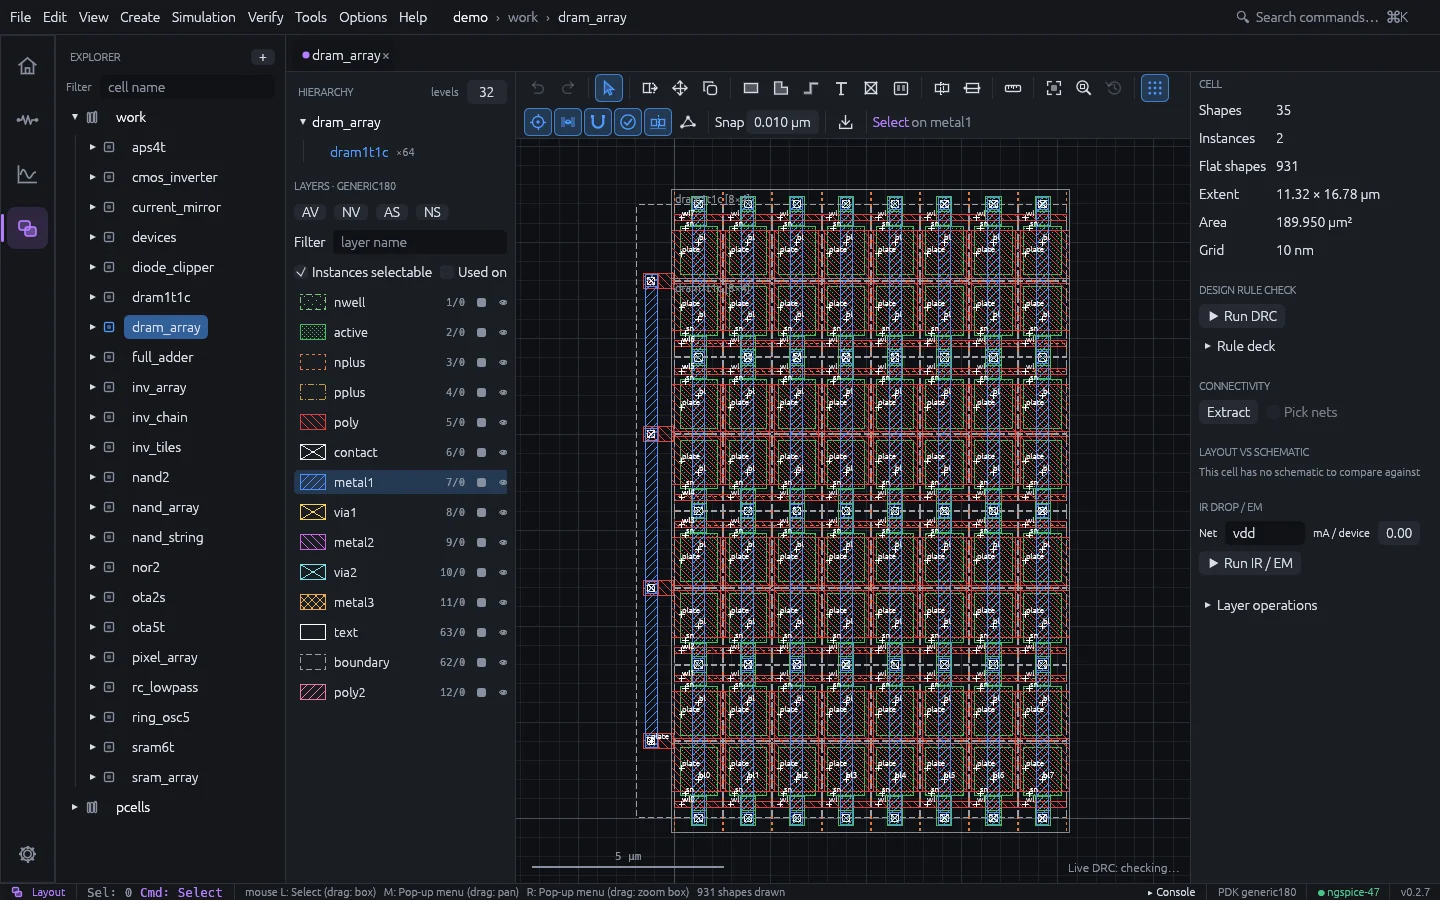 File Edit View Create Simulation Verify Tools Options Help demo › work › dram_array Search commands... ⌘K
EXPLORER +
Filter cell name
work
aps4t
cmos_inverter
current_mirror
devices
diode_clipper
dram1t1c
dram_array
full_adder
inv_array
inv_chain
inv_tiles
nand2
nand_array
nand_string
nor2
ota2s
ota5t
pixel_array
rc_lowpass
ring_osc5
sram6t
sram_array
pcells
dram_array ×
HIERARCHY levels 32
dram_array
dram1t1c ×64
LAYERS · GENERIC180
AV NV AS NS
Filter layer name
Instances selectable Used on
nwell 1/0
active 2/0
nplus 3/0
pplus 4/0
poly 5/0
contact 6/0
metal1 7/0
via1 8/0
metal2 9/0
via2 10/0
metal3 11/0
text 63/0
boundary 62/0
poly2 12/0
Snap 0.010 µm Select on metal1
5 µm
Live DRC: checking...
CELL
Shapes 35
Instances 2
Flat shapes 931
Extent 11.32 × 16.78 µm
Area 189.950 µm²
Grid 10 nm
DESIGN RULE CHECK
Run DRC
Rule deck
CONNECTIVITY
Extract Pick nets
LAYOUT VS SCHEMATIC
This cell has no schematic to compare against
IR DROP / EM
Net vdd mA / device 0.00
Run IR / EM
Layer operations
Layout Sel: 0 Cmd: Select mouse L: Select (drag: box) M: Pop-up menu (drag: pan) R: Pop-up menu (drag: zoom box) 931 shapes drawn Console PDK generic180 ngspice-47 v0.2.7